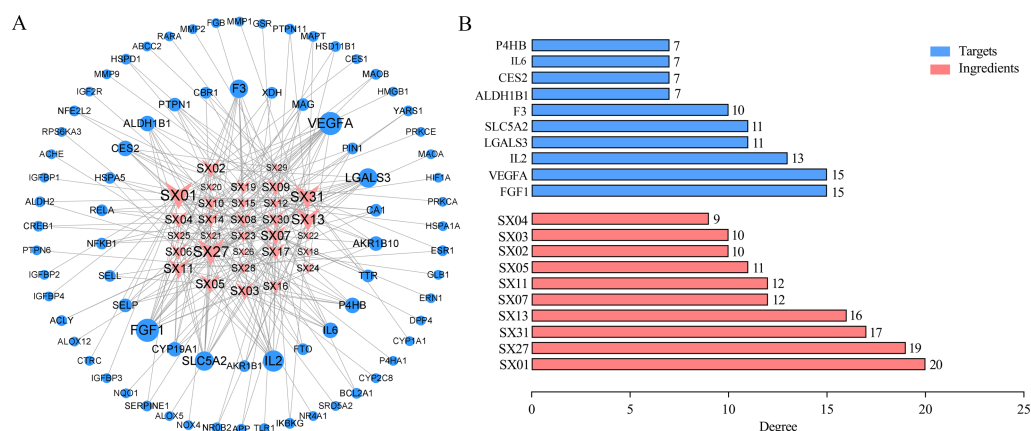 A
B
MMP1
FGB
GSR
MMP2
PTPN11
RARA
MAPT
ABCC2
HSD11B1
HSPD1
CES1
MMP9
F3
XDH
MAOB
IGF2R
CBR1
HMGB1
PTPN1
MAG
NFE2L2
ALDH1B1
VEGFA
YARS1
RPS6KA3
CES2
PIN1
PRKCE
ACHE
MAOA
IGFBP1
HSPA5
SX02
SX29
LGALS3
HIF1A
ALDH2
SX01
SX20
SX19
SX09
SX31
PRKCA
CREB1
RELA
SX10
SX15
SX12
CA1
HSPA1A
PTPN6
NFKB1
SX04
SX14
SX08
SX30
SX13
AKR1B10
ESR1
SX25
SX21
SX23
SX07
SX22
IGFBP2
SELL
SX06
SX27
SX26
SX17
SX18
TTR
GLB1
IGFBP4
SX11
SX28
SX24
ERN1
ACLY
SELP
SX05
SX03
SX16
P4HB
DPP4
ALOX12
FGF1
IL6
CYP1A1
CTRC
CYP19A1
SLC5A2
AKR1B1
IL2
FTO
P4HA1
IGFBP3
CYP2C8
NQO1
BCL2A1
SERPINE1
SRD5A2
ALOX5
NR4A1
NOX4
NR0B2
APP
TLR1
IKBKG
P4HB 7
IL6 7
CES2 7
ALDH1B1 7
F3 10
SLC5A2 11
LGALS3 11
IL2 13
VEGFA 15
FGF1 15
SX04 9
SX03 10
SX02 10
SX05 11
SX11 12
SX07 12
SX13 16
SX31 17
SX27 19
SX01 20
0 5 10 15 20 25
Degree
Targets
Ingredients